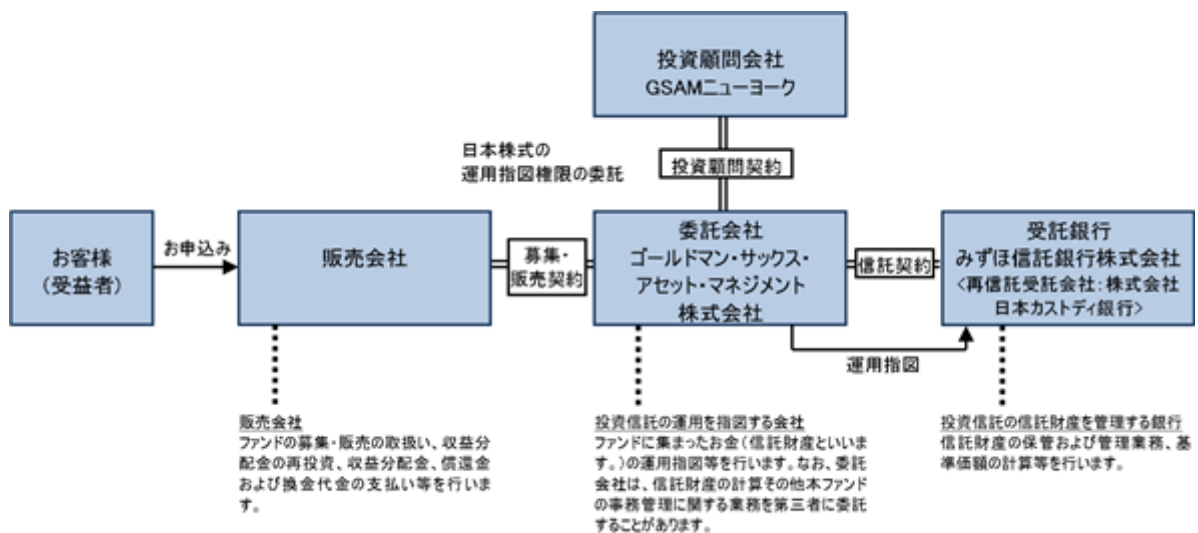 投資顧問会社
GSAMニューヨーク
日本株式の
運用指図権限の委託
投資顧問契約
お客様
(受益者)
お申込み
販売会社
募集・
販売契約
委託会社
ゴールドマン・サックス・
アセット・マネジメント
株式会社
信託契約
受託銀行
みずほ信託銀行株式会社
<再信託受託会社:株式会社
日本カストディ銀行>
運用指図
販売会社
ファンドの募集・販売の取扱い、収益分
配金の再投資、収益分配金、償還金
および換金代金の支払い等を行いま
す。
投資信託の運用を指図する会社
ファンドに集まったお金(信託財産といいま
す。)の運用指図等を行います。なお、委託
会社は、信託財産の計算その他本ファンド
の事務管理に関する業務を第三者に委託
することがあります。
投資信託の信託財産を管理する銀行
信託財産の保管および管理業務、基
準価額の計算等を行います。